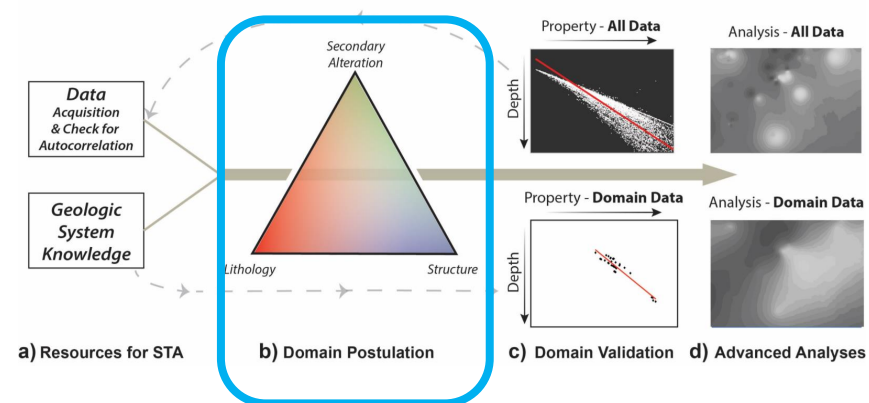 Data
Acquisition
& Check for
Autocorrelation
Geologic
System
Knowledge
a) Resources for STA
Secondary
Alteration
Lithology
Structure
b) Domain Postulation
Property - All Data
Depth
Property - Domain Data
Depth
c) Domain Validation
Analysis - All Data
Analysis - Domain Data
d) Advanced Analyses